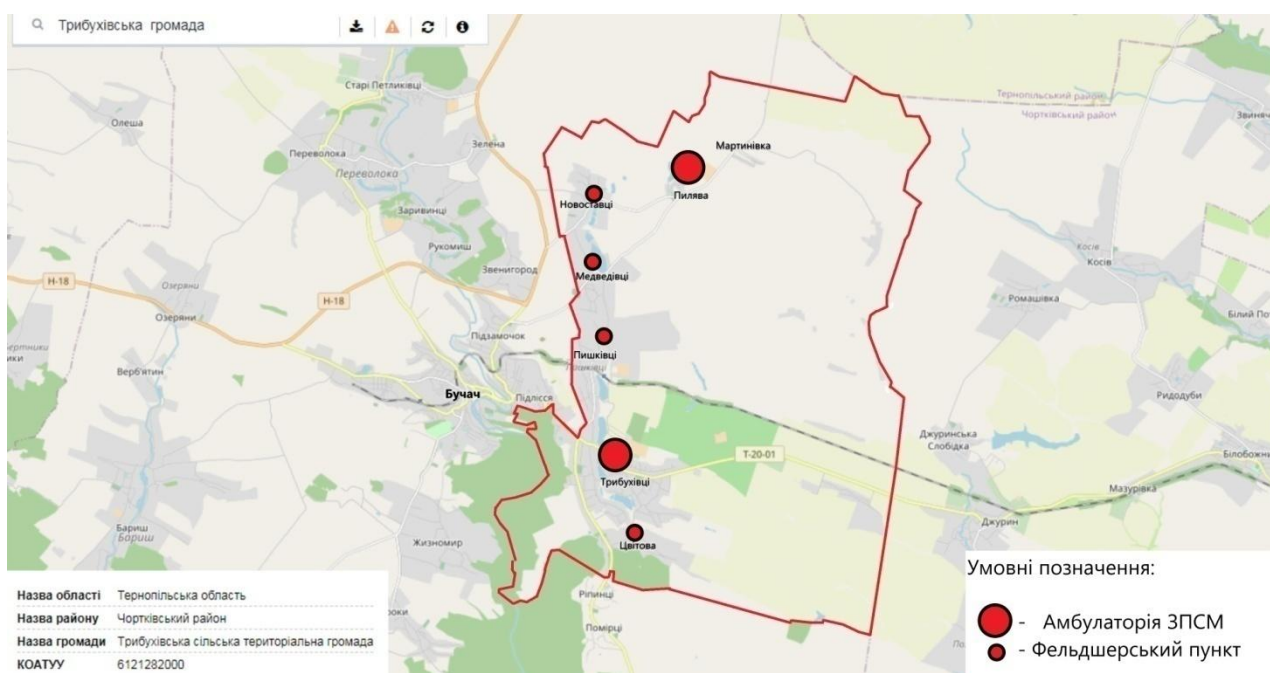 Трибухівська громада
Старі Петликівці
Олеша
Зелена
Переволока
Переволока
Заривинці
Рукомиш
Звенигород
Н-18
Озеряни
Озеряни
Н-18
Підзамочок
Верб'ятин
Бучач
Підлісся
Бариш
Бариш
Жизномир
Мартинівка
Пилява
Новоставці
Медведівці
Пишківці
Трибухівці
Т-20-01
Цвітова
Ріпинці
Помірці
Тернопільський район
Чортківський район
Косів
Косів
Ромашівка
Ридодуби
Джуринська
Слобідка
Мазурівка
Джурин
Назва області Тернопільська область
Назва району Чортківський район
Назва громади Трибухівська сільська територіальна громада
КОАТУУ 6121282000
Умовні позначення:
- Амбулаторія ЗПСМ
- Фельдшерський пункт